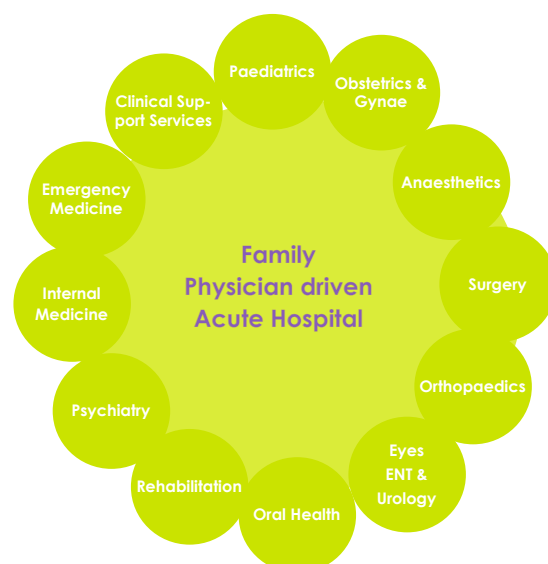 Paediatrics
Obstetrics &
Gynae
Anaesthetics
Surgery
Orthopaedics
Eyes
ENT &
Urology
Oral Health
Rehabilitation
Psychiatry
Internal
Medicine
Emergency
Medicine
Clinical Sup-
port Services
Family
Physician driven
Acute Hospital